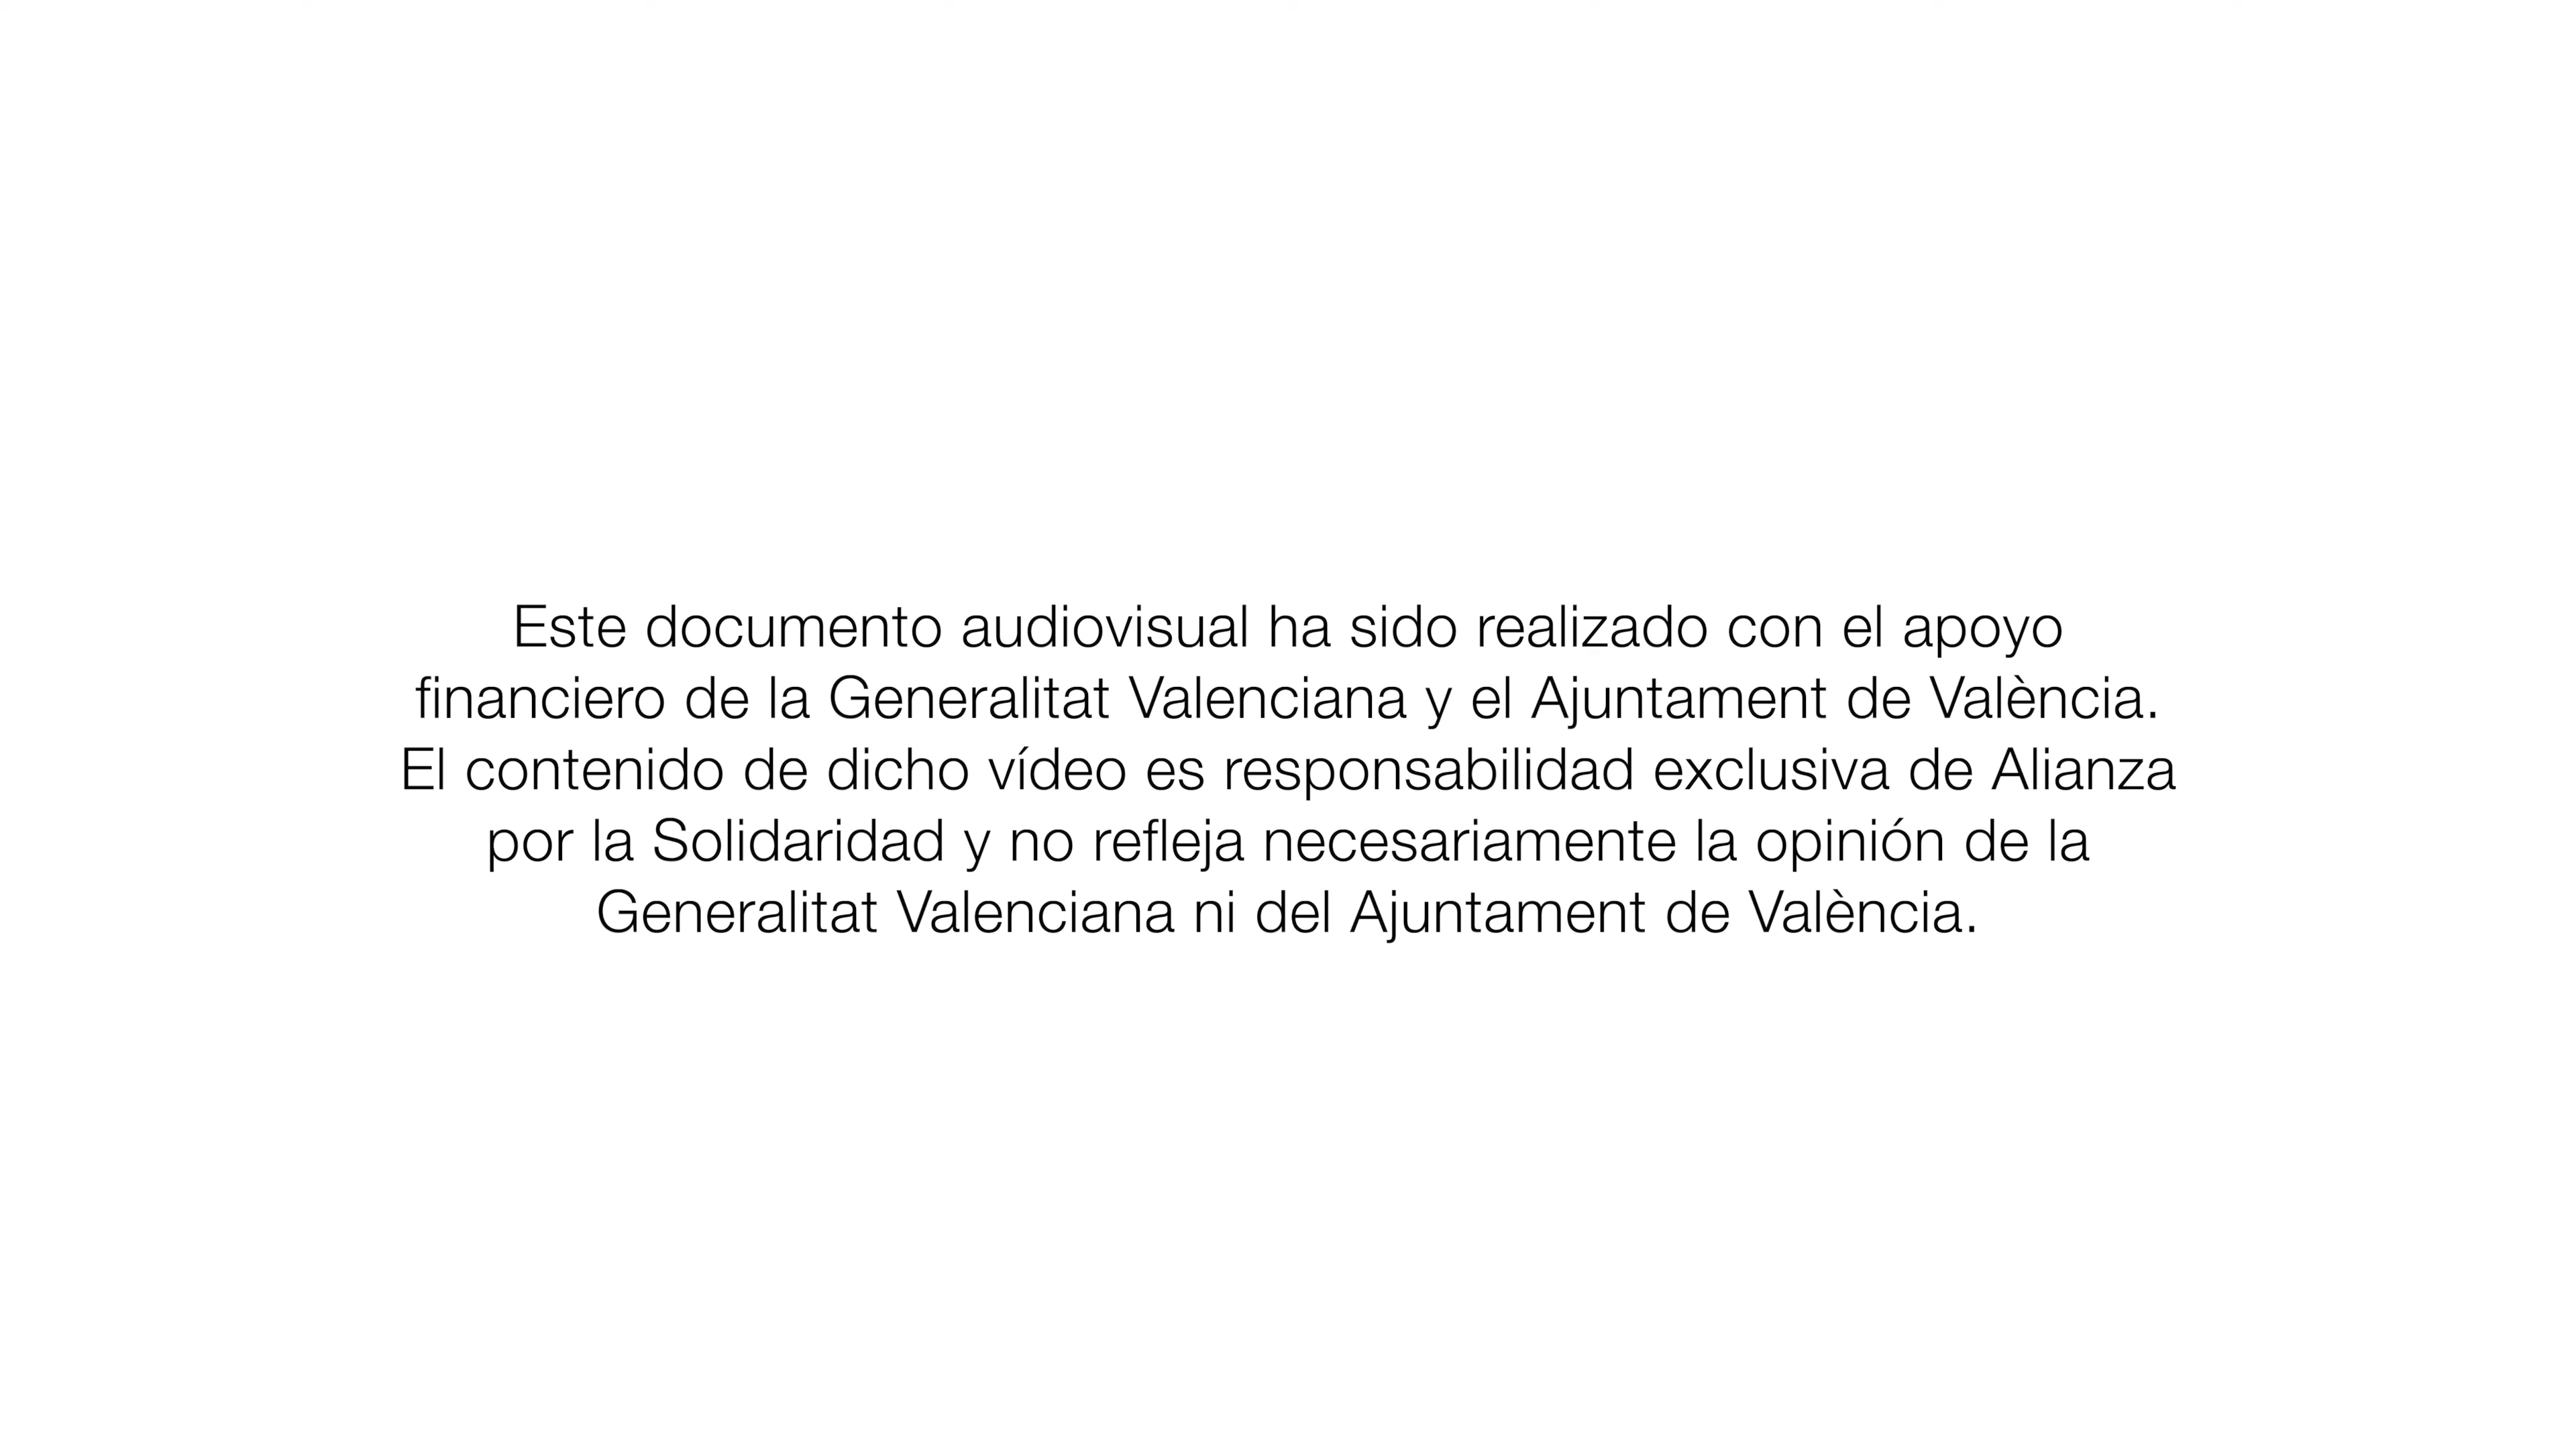 Este documento audiovisual ha sido realizado con el apoyo
financiero de la Generalitat Valenciana y el Ajuntament de València.
El contenido de dicho vídeo es responsabilidad exclusiva de Alianza
por la Solidaridad y no refleja necesariamente la opinión de la
Generalitat Valenciana ni del Ajuntament de València.